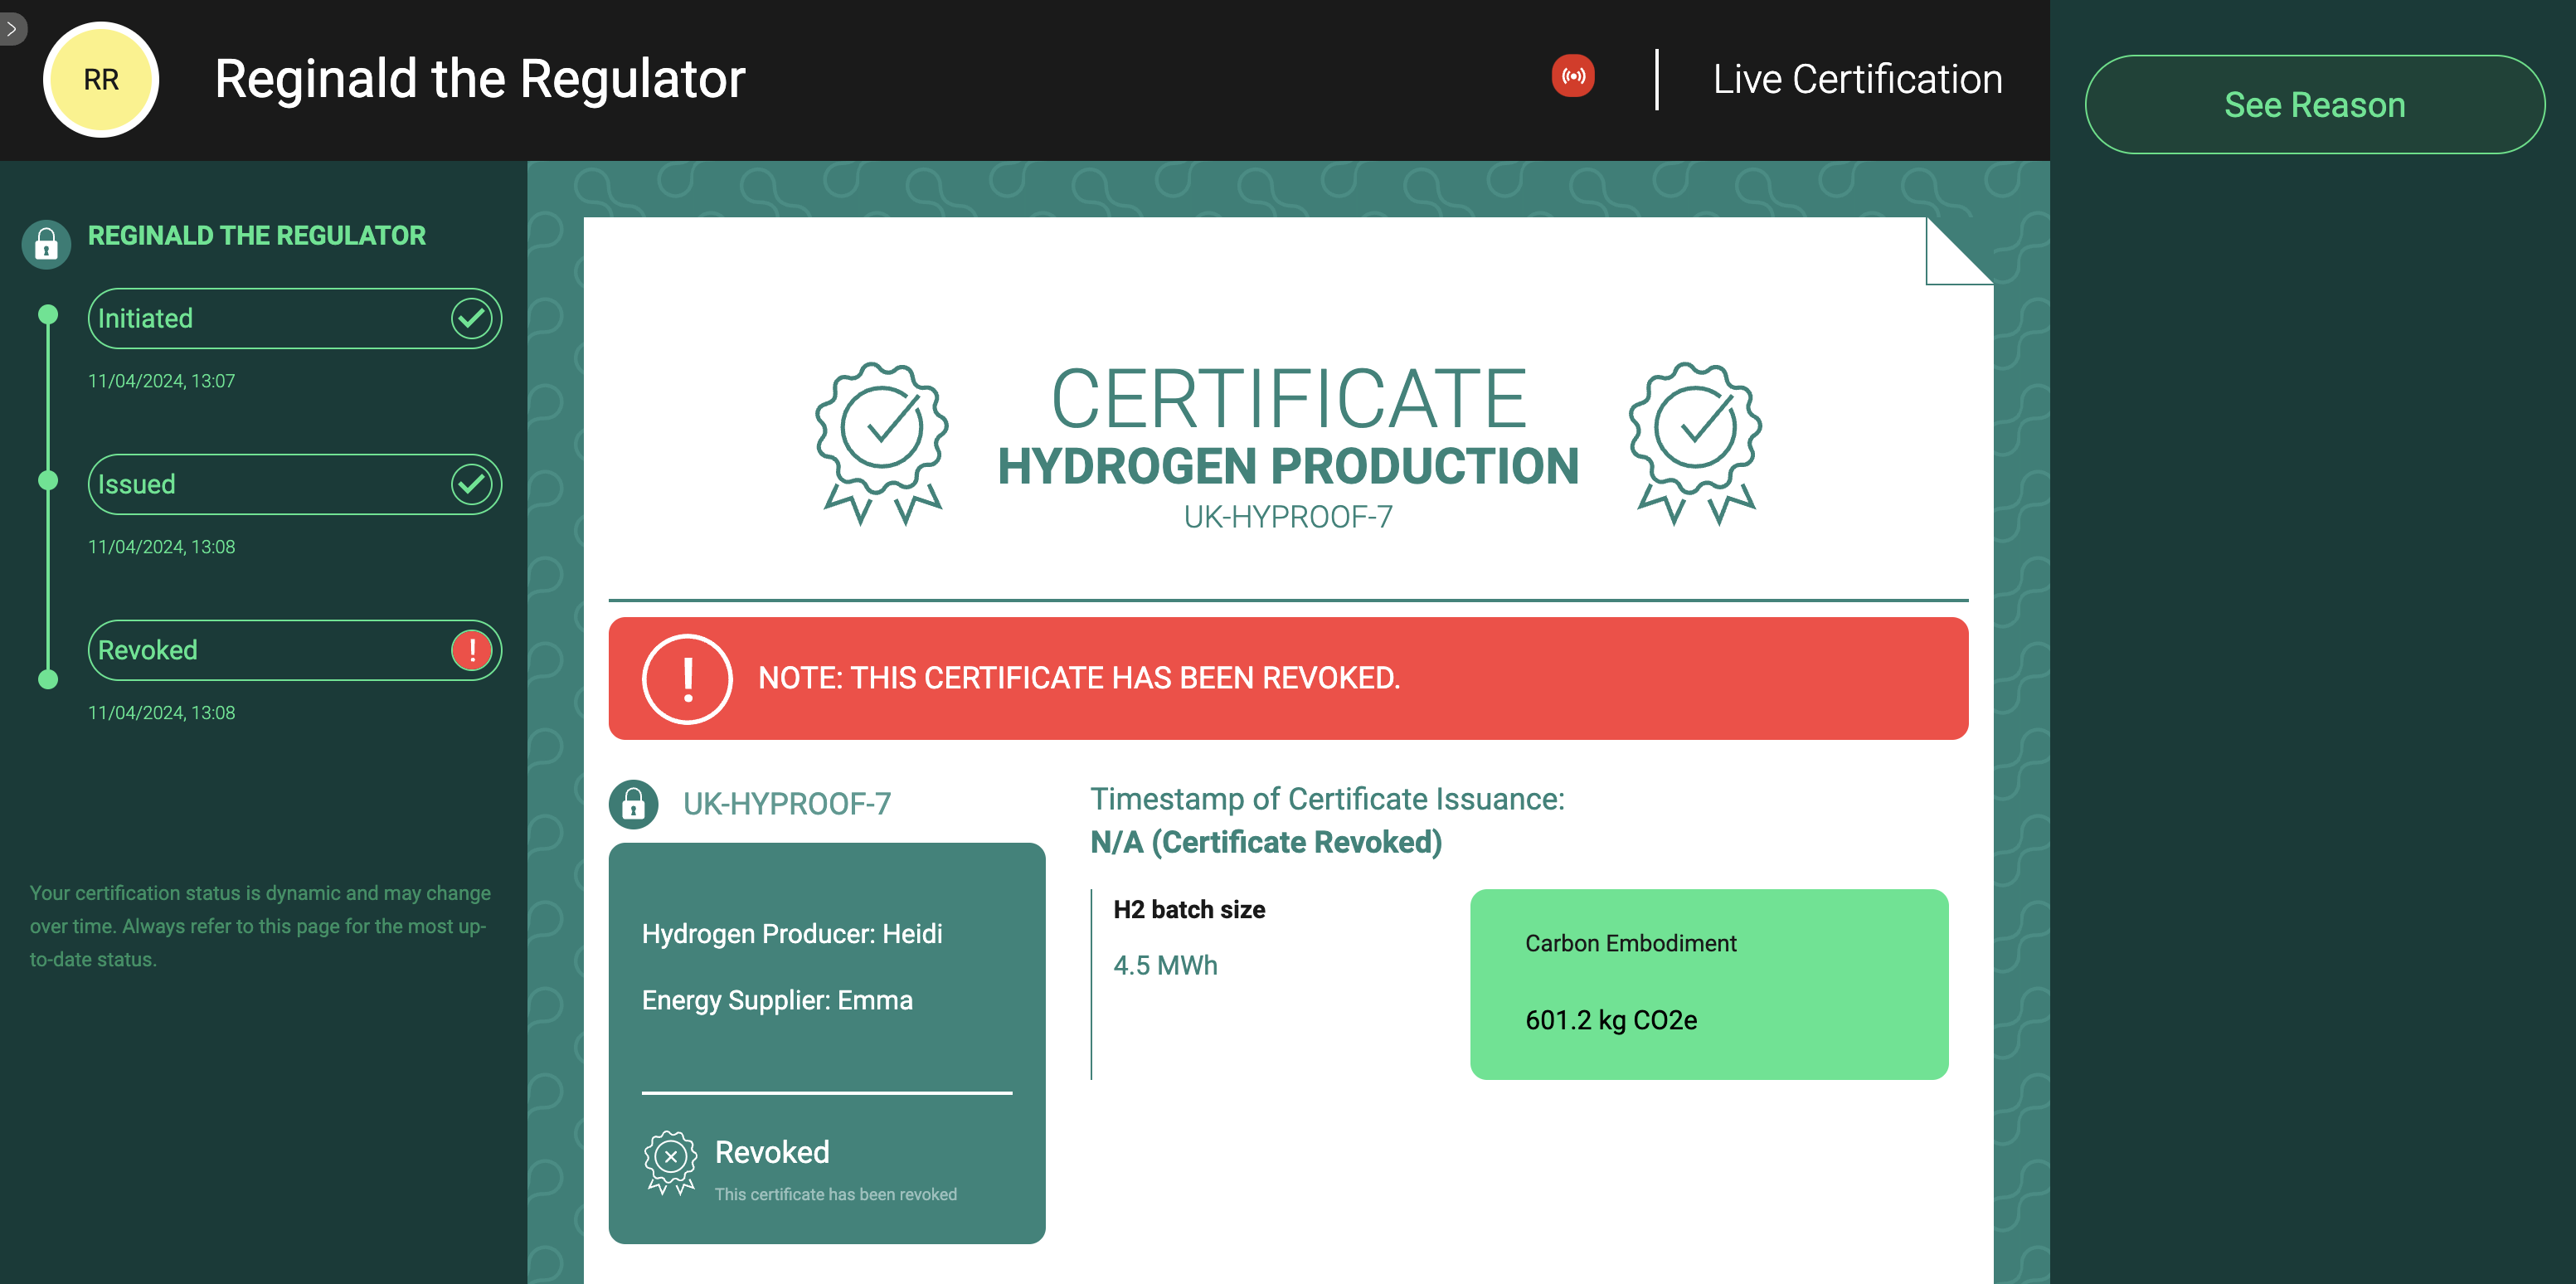 RR
Reginald the Regulator
Live Certification
See Reason
REGINALD THE REGULATOR
Initiated
11/04/2024, 13:07
Issued
11/04/2024, 13:08
Revoked
!
11/04/2024, 13:08
Your certification status is dynamic and may change
over time. Always refer to this page for the most up-
to-date status.
CERTIFICATE
HYDROGEN PRODUCTION
UK-HYPROOF-7
!
NOTE: THIS CERTIFICATE HAS BEEN REVOKED.
UK-HYPROOF-7
Hydrogen Producer: Heidi
Energy Supplier: Emma
Revoked
This certificate has been revoked
Timestamp of Certificate Issuance:
N/A (Certificate Revoked)
H2 batch size
4.5 MWh
Carbon Embodiment
601.2 kg CO2e